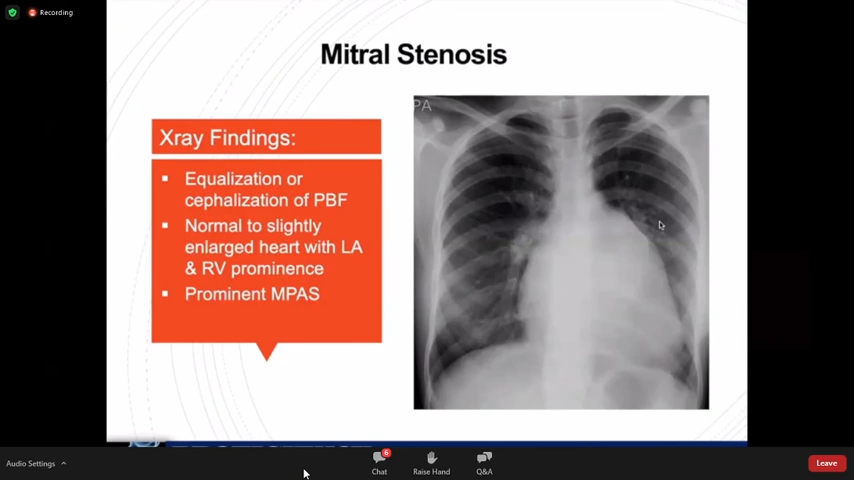 Recording
Mitral Stenosis
Xray Findings:
Equalization or
cephalization of PBF
Normal to slightly
enlarged heart with LA
& RV prominence
Prominent MPAS
PA
Audio Settings
6
Chat
Raise Hand
Q&A
Leave